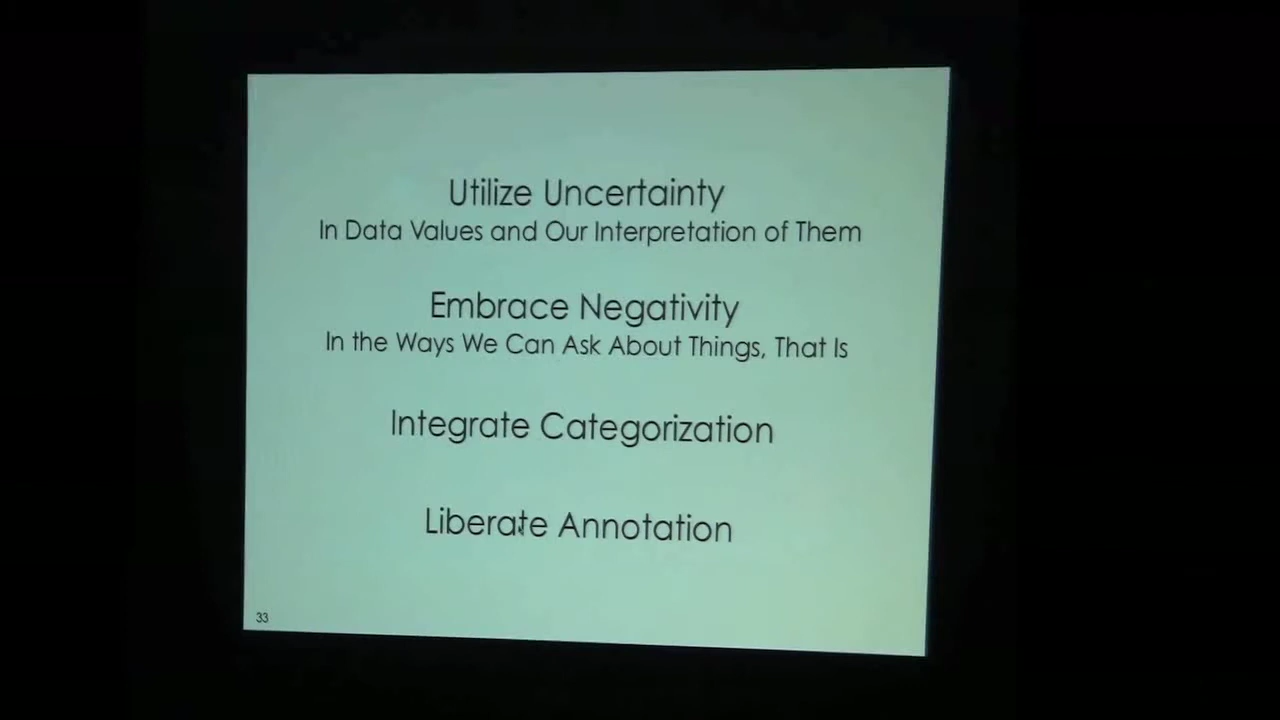 Utilize Uncertainty
In Data Values and Our Interpretation of Them
Embrace Negativity
In the Ways We Can Ask About Things, That Is
Integrate Categorization
Liberate Annotation
33